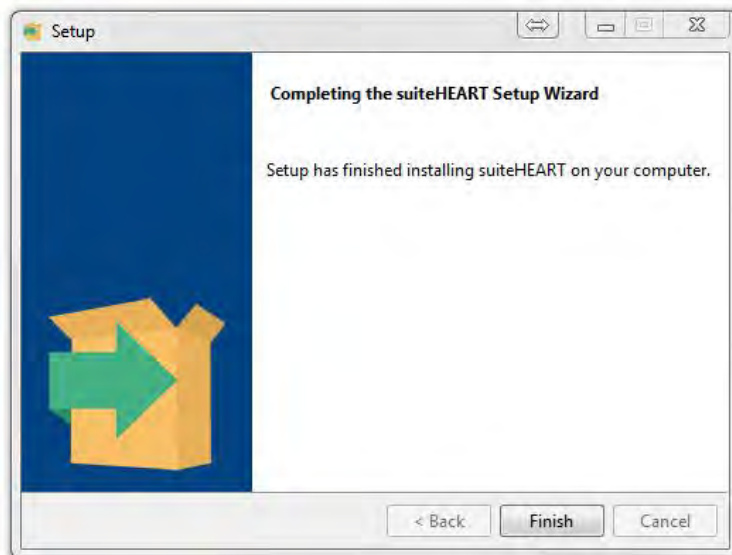 Setup
Completing the suiteHEART Setup Wizard
Setup has finished installing suiteHEART on your computer.
< Back
Finish
Cancel